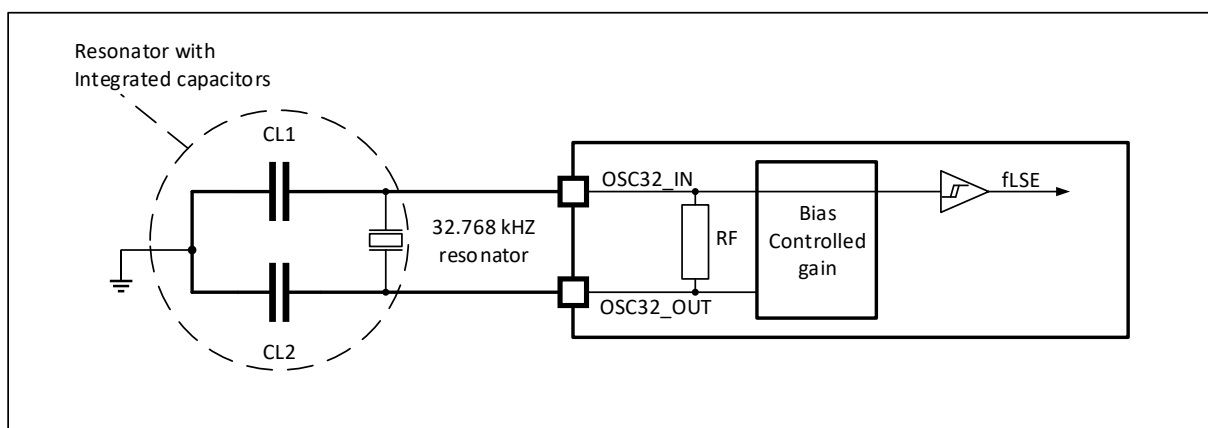 Resonator with
Integrated capacitors
CL1
OSC32_IN
fLSE
32.768 kHZ
resonator
RF
Bias
Controlled
gain
OSC32_OUT
CL2